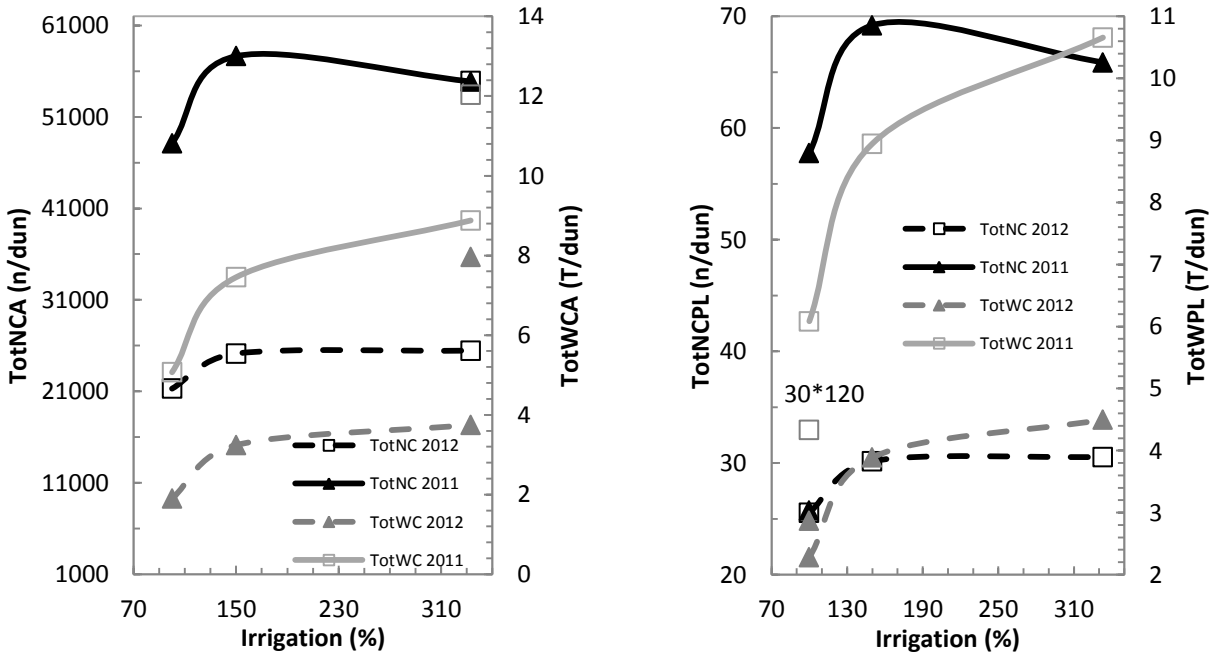 TotNCA (n/dun)
61000
51000
41000
31000
21000
11000
1000
14
12
10
8
6
4
2
0
TotWCA (T/dun)
TotNC 2012
TotNC 2011
TotWC 2012
TotWC 2011
70 150 230 310
Irrigation (%)
TotNCPL (n/dun)
70
60
50
40
30
20
11
10
9
8
7
6
5
4
3
2
TotWPL (T/dun)
TotNC 2012
TotNC 2011
TotWC 2012
TotWC 2011
30*120
70 130 190 250 310
Irrigation (%)